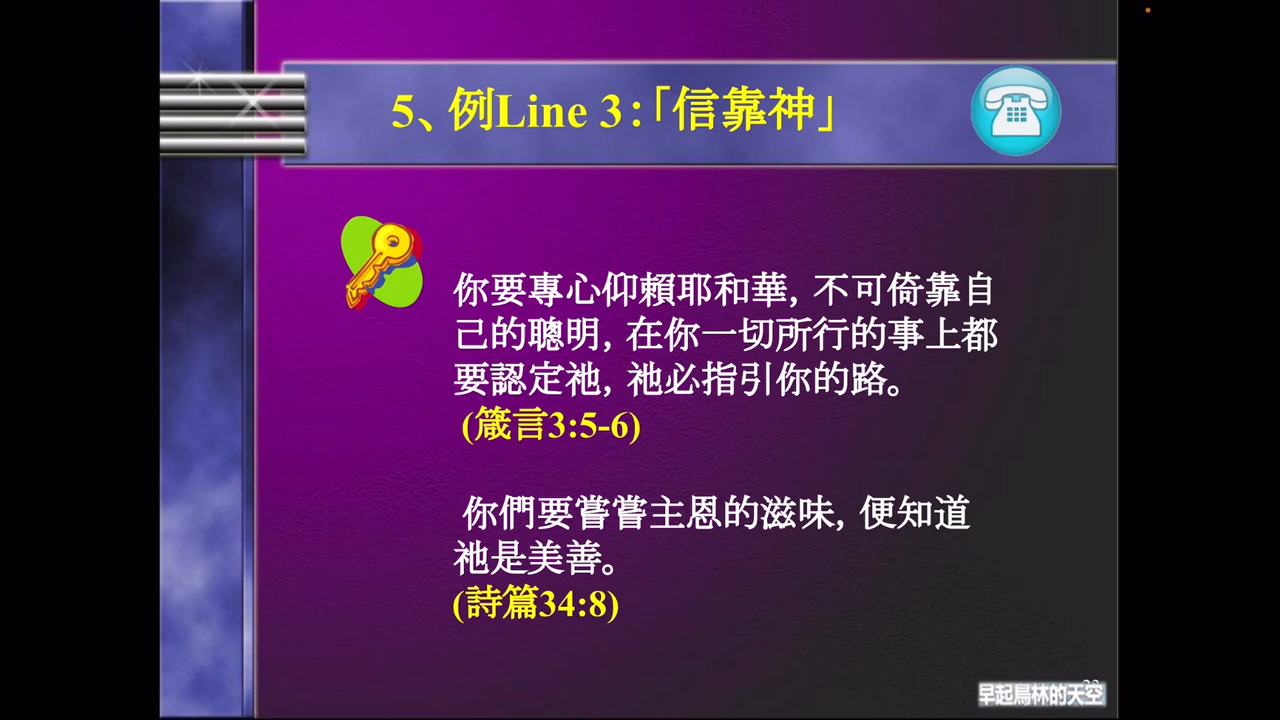 5、例Line 3：「信靠神」
你要專心仰賴耶和華，不可倚靠自
己的聰明，在你一切所行的事上都
要認定祂，祂必指引你的路。
(箴言3:5-6)
你們要嘗嘗主恩的滋味，便知道
祂是美善。
(詩篇34:8)
早起鳥林的天空